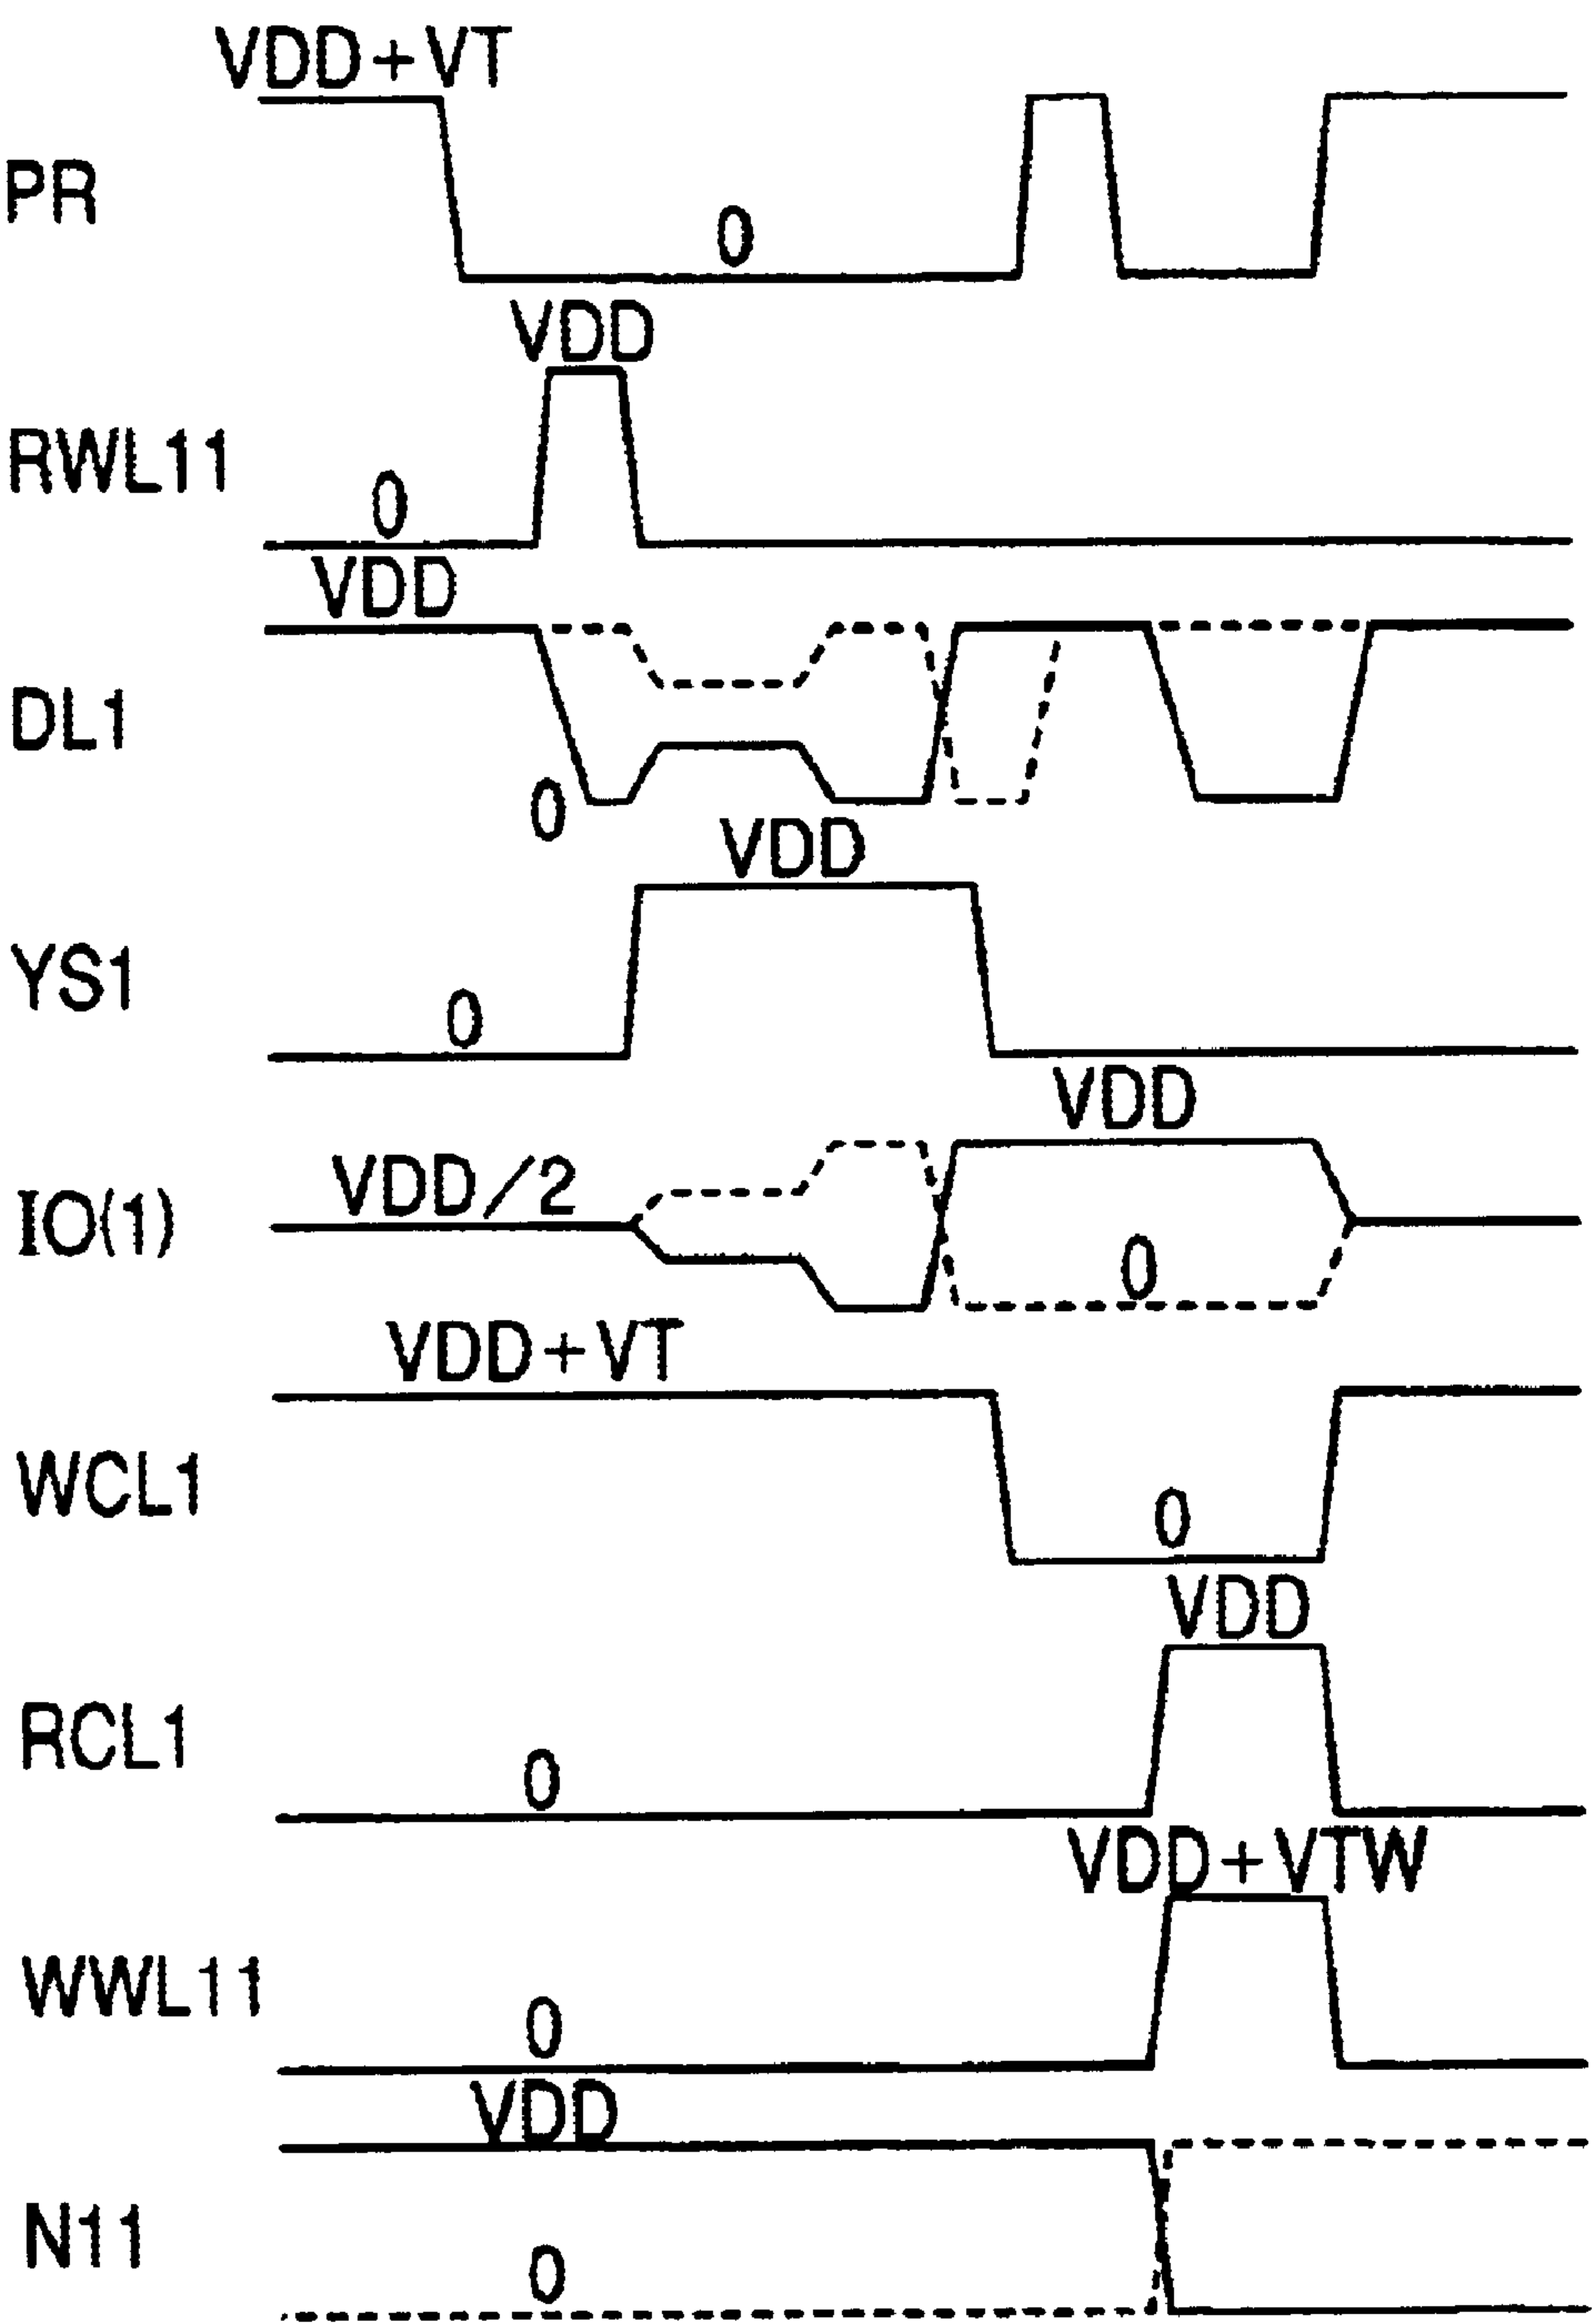 VDD+VT
PR
0
VDD
RWL11
0
VDD
DL1
0
VDD
YS1
0
VDD
IO(1)
VDD/2
0
VDD+VT
WCL1
0
VDD
RCL1
0
VDD+VTW
WWL11
0
VDD
N11
0